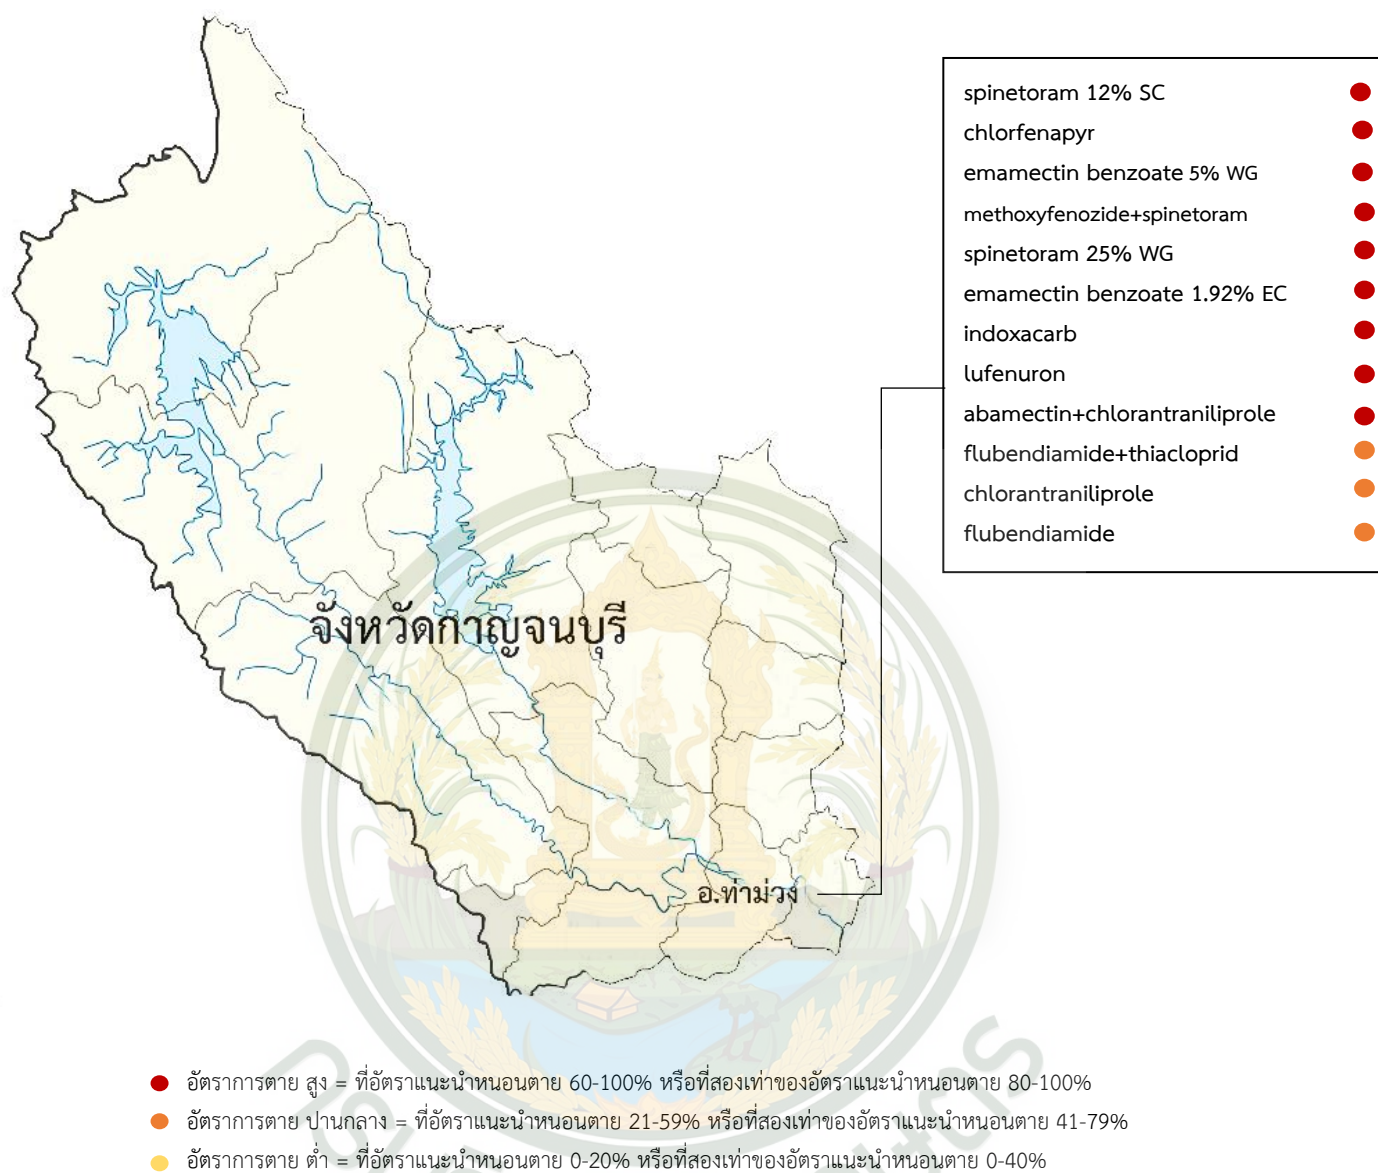 spinetoram 12% SC
chlorfenapyr
emamectin benzoate 5% WG
methoxyfenozide+spinetoram
spinetoram 25% WG
emamectin benzoate 1.92% EC
indoxacarb
lufenuron
abamectin+chlorantraniliprole
flubendiamide+thiacloprid
chlorantraniliprole
flubendiamide
จังหวัดกาญจนบุรี
อ.ท่าม่วง
อัตราการตาย สูง = ที่อัตราแนะนำหนอนตาย 60-100% หรือที่สองเท่าของอัตราแนะนำหนอนตาย 80-100%
อัตราการตาย ปานกลาง = ที่อัตราแนะนำหนอนตาย 21-59% หรือที่สองเท่าของอัตราแนะนำหนอนตาย 41-79%
อัตราการตาย ต่ำ = ที่อัตราแนะนำหนอนตาย 0-20% หรือที่สองเท่าของอัตราแนะนำหนอนตาย 0-40%